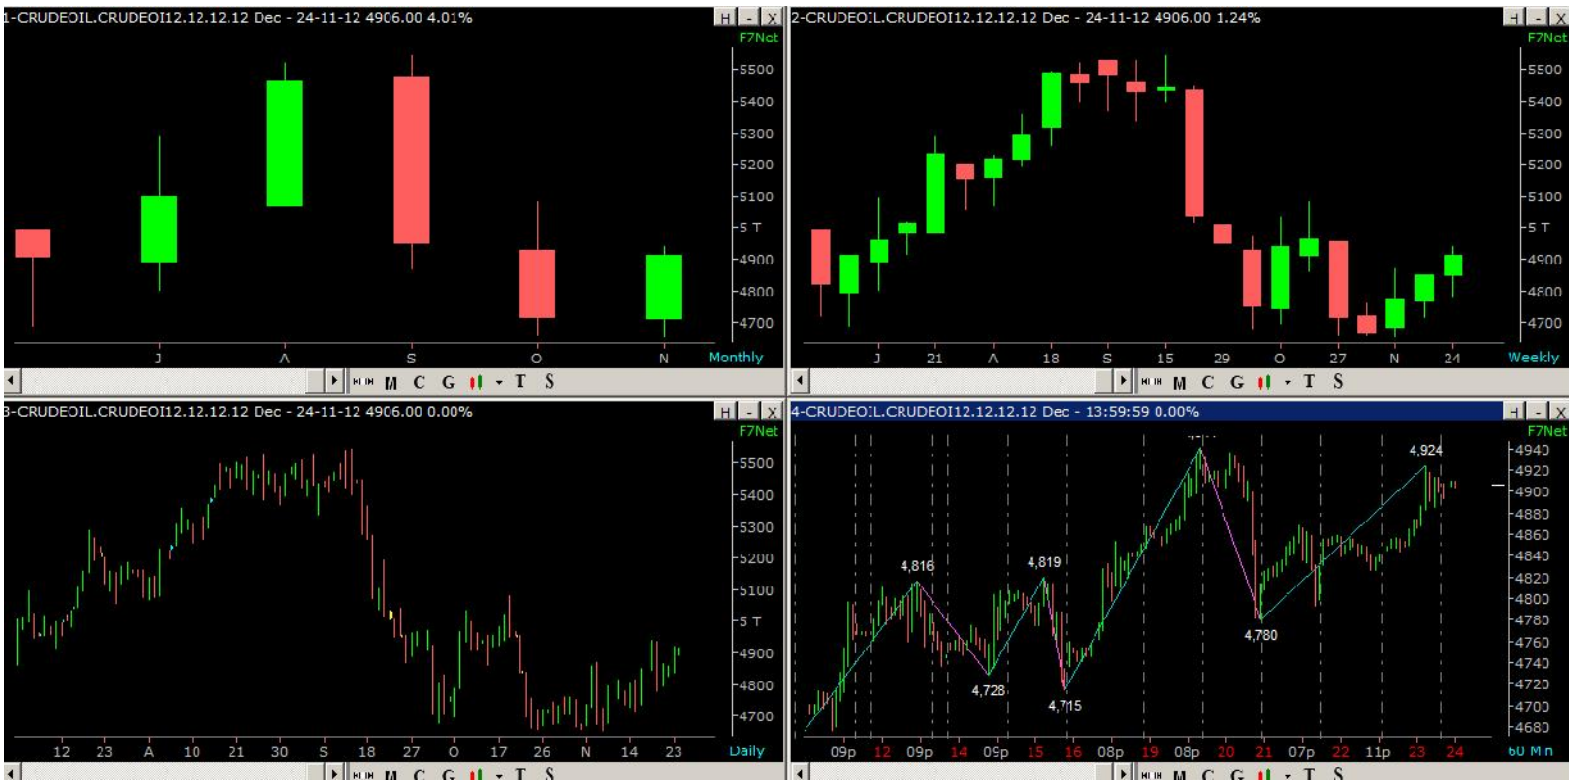 1-CRUDEOIL.CRUDEOI12.12.12.12 Dec - 24-11-12 4906.00 4.01%
H - X
F7Net
5500
5400
5300
5200
5100
5 T
4900
4800
4700
J A S O N Monthly
M C G T S
2-CRUDEOIL.CRUDEOI12.12.12.12 Dec - 24-11-12 4906.00 1.24%
H - X
F7Net
5500
5400
5300
5200
5100
5 T
4900
4800
4700
J 21 A 18 S 15 29 O 27 N 24 Weekly
M C G T S
3-CRUDEOIL.CRUDEOI12.12.12.12 Dec - 24-11-12 4906.00 0.00%
H - X
F7Net
5500
5400
5300
5200
5100
5 T
4900
4800
4700
12 23 A 10 21 30 S 18 27 O 17 26 N 14 23 Daily
M C G T S
4-CRUDEOIL.CRUDEOI12.12.12.12 Dec - 13:59:59 0.00%
H - X
F7Net
4,924
4,816
4,819
4,780
4,728
4,715
4940
4920
4900
4880
4860
4840
4820
4800
4780
4760
4740
4720
4700
4680
09p 12 09p 14 09p 15 16 08p 19 08p 20 21 07p 22 11p 23 24 60 Min
M C G T S